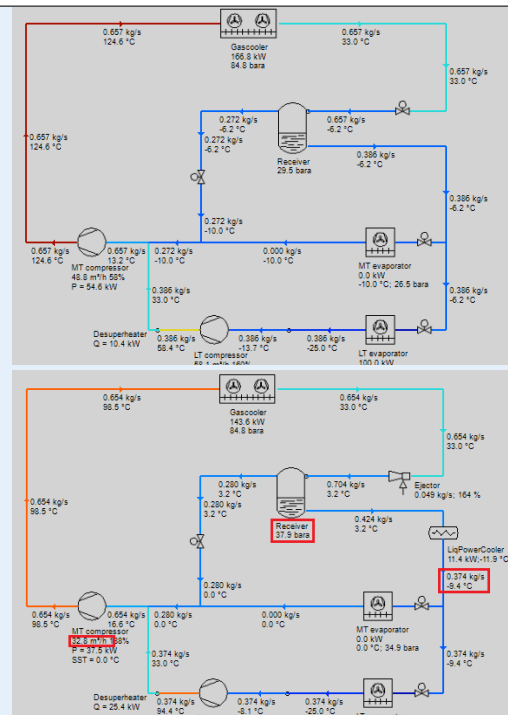 0.657 kg/s
124.6 °C
Gascooler
166.8 kW
84.8 bara
0.657 kg/s
33.0 °C
0.657 kg/s
33.0 °C
0.272 kg/s
-6.2 °C
0.657 kg/s
-6.2 °C
0.657 kg/s
124.6 °C
0.272 kg/s
-6.2 °C
Receiver
29.5 bara
0.386 kg/s
-6.2 °C
0.386 kg/s
-6.2 °C
0.657 kg/s
124.6 °C
0.657 kg/s
13.2 °C
0.272 kg/s
-10.0 °C
0.000 kg/s
-10.0 °C
MT compressor
48.8 m³/h 58%
P = 54.6 kW
MT evaporator
0.0 kW
-10.0 °C; 26.5 bara
0.386 kg/s
33.0 °C
0.386 kg/s
-6.2 °C
Desuperheater
Q = 10.4 kW
0.386 kg/s
58.4 °C
0.386 kg/s
-13.7 °C
0.386 kg/s
-25.0 °C
LT compressor
LT evaporator
100.0 kW
0.654 kg/s
98.5 °C
Gascooler
143.6 kW
84.8 bara
0.654 kg/s
33.0 °C
0.654 kg/s
33.0 °C
0.280 kg/s
3.2 °C
0.704 kg/s
3.2 °C
Ejector
0.049 kg/s; 164 %
0.654 kg/s
98.5 °C
0.280 kg/s
3.2 °C
Receiver
37.9 bara
0.424 kg/s
3.2 °C
LiqPowerCooler
11.4 kW;-11.9 °C
0.374 kg/s
-9.4 °C
0.280 kg/s
0.0 °C
0.654 kg/s
98.5 °C
0.654 kg/s
16.6 °C
0.000 kg/s
0.0 °C
MT compressor
32.8 m³/h
P = 37.5 kW
SST = 0.0 °C
MT evaporator
0.0 kW
0.0 °C; 34.9 bara
0.374 kg/s
33.0 °C
0.374 kg/s
-9.4 °C
Desuperheater
Q = 25.4 kW
0.374 kg/s
94.4 °C
0.374 kg/s
-8.1 °C
0.374 kg/s
-25.0 °C